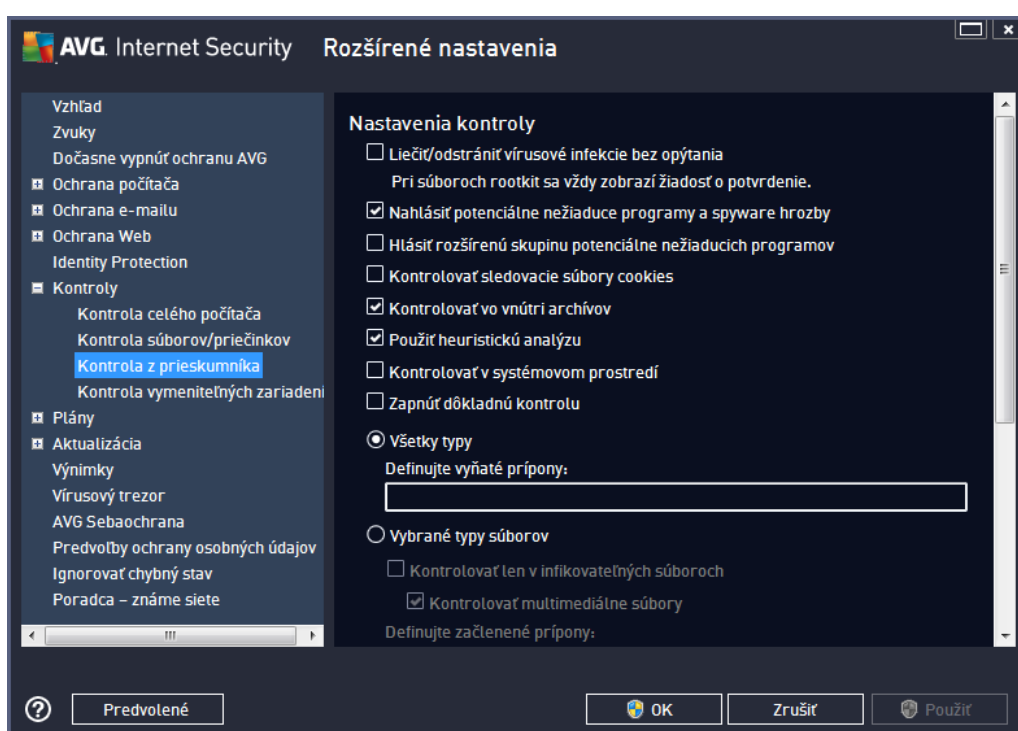 AVG. Internet Security Rozšírené nastavenia
Vzhľad
Zvuky
Dočasne vypnúť ochranu AVG
Ochrana počítača
Ochrana e-mailu
Ochrana Web
Identity Protection
Kontroly
Kontrola celého počítača
Kontrola súborov/priečinkov
Kontrola z prieskumníka
Kontrola vymeniteľných zariadení
Plány
Aktualizácia
Výnimky
Vírusový trezor
AVG Sebaochrana
Predvoľby ochrany osobných údajov
Ignorovať chybný stav
Poradca – známe siete
Nastavenia kontroly
Liečiť/odstrániť vírusové infekcie bez opýtania
Pri súboroch rootkit sa vždy zobrazí žiadosť o potvrdenie.
Nahlásiť potenciálne nežiaduce programy a spyware hrozby
Hlásiť rozšírenú skupinu potenciálne nežiaducich programov
Kontrolovať sledovacie súbory cookies
Kontrolovať vo vnútri archívov
Použiť heuristickú analýzu
Kontrolovať v systémovom prostredí
Zapnúť dôkladnú kontrolu
Všetky typy
Definujte vyňaté prípony:
Vybrané typy súborov
Kontrolovať len v infikovateľných súboroch
Kontrolovať multimediálne súbory
Definujte začlenené prípony:
Predvolené
OK
Zrušiť
Použiť